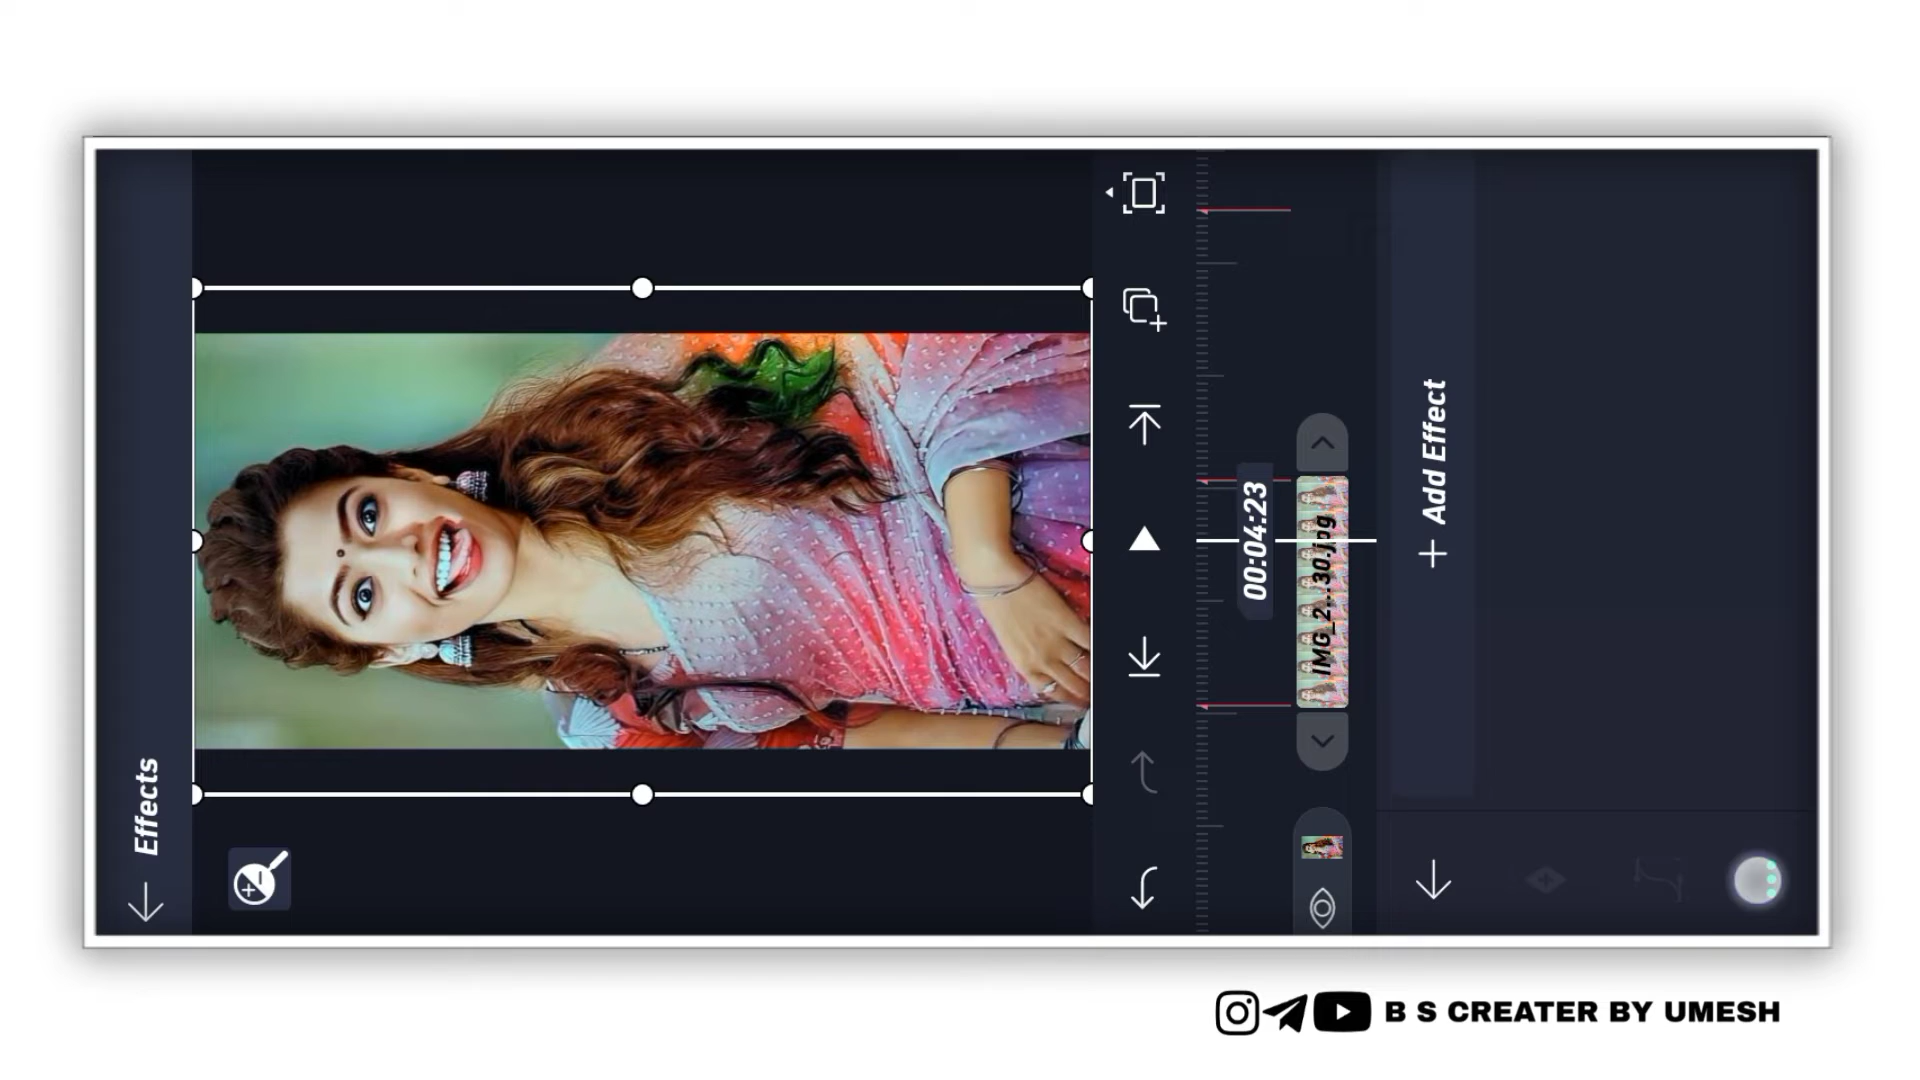 Effects
00:04:23
IMG_2...30.jpg
+ Add Effect
B S CREATER BY UMESH